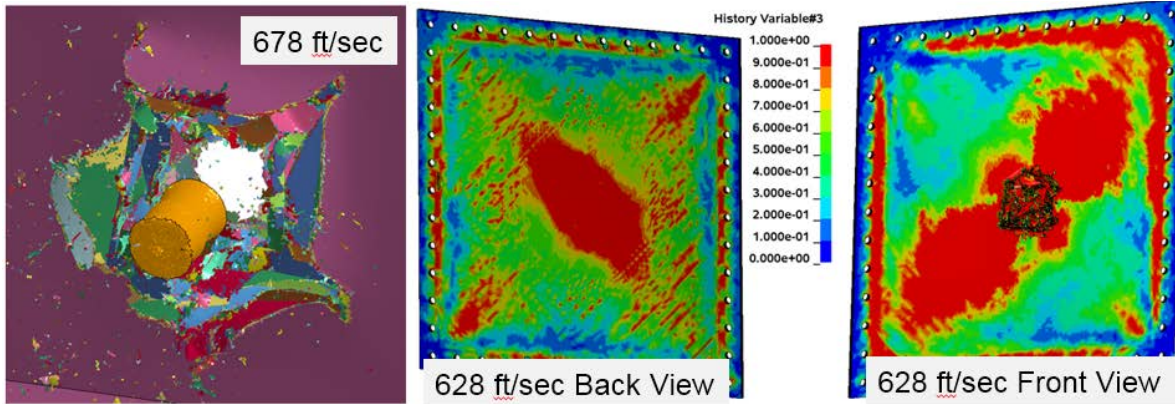 678 ft/sec
History Variable#3
1.000e+00
9.000e-01
8.000e-01
7.000e-01
6.000e-01
5.000e-01
4.000e-01
3.000e-01
2.000e-01
1.000e-01
0.000e+00
628 ft/sec Back View
628 ft/sec Front View